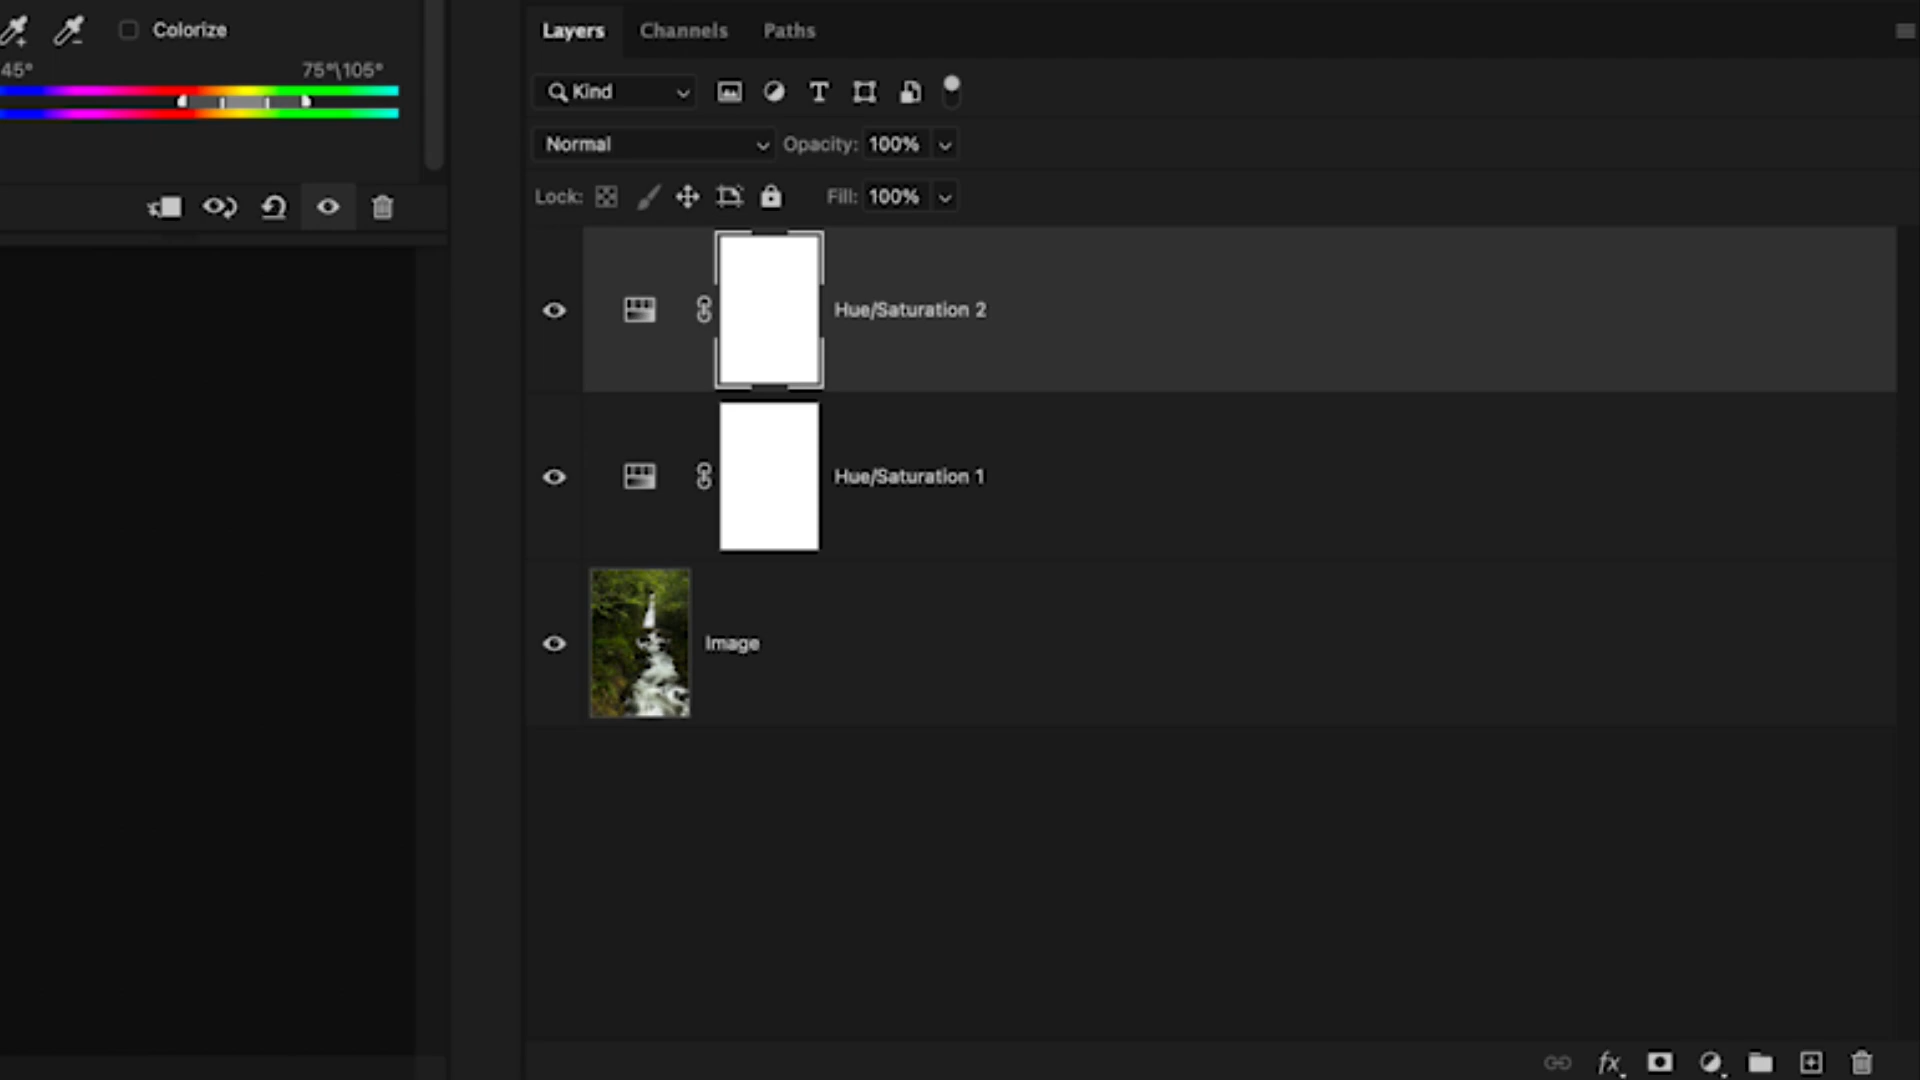 Colorize
45° 75°\105°
Layers Channels Paths
Kind
Normal Opacity: 100%
Lock: Fill: 100%
Hue/Saturation 2
Hue/Saturation 1
Image
fx